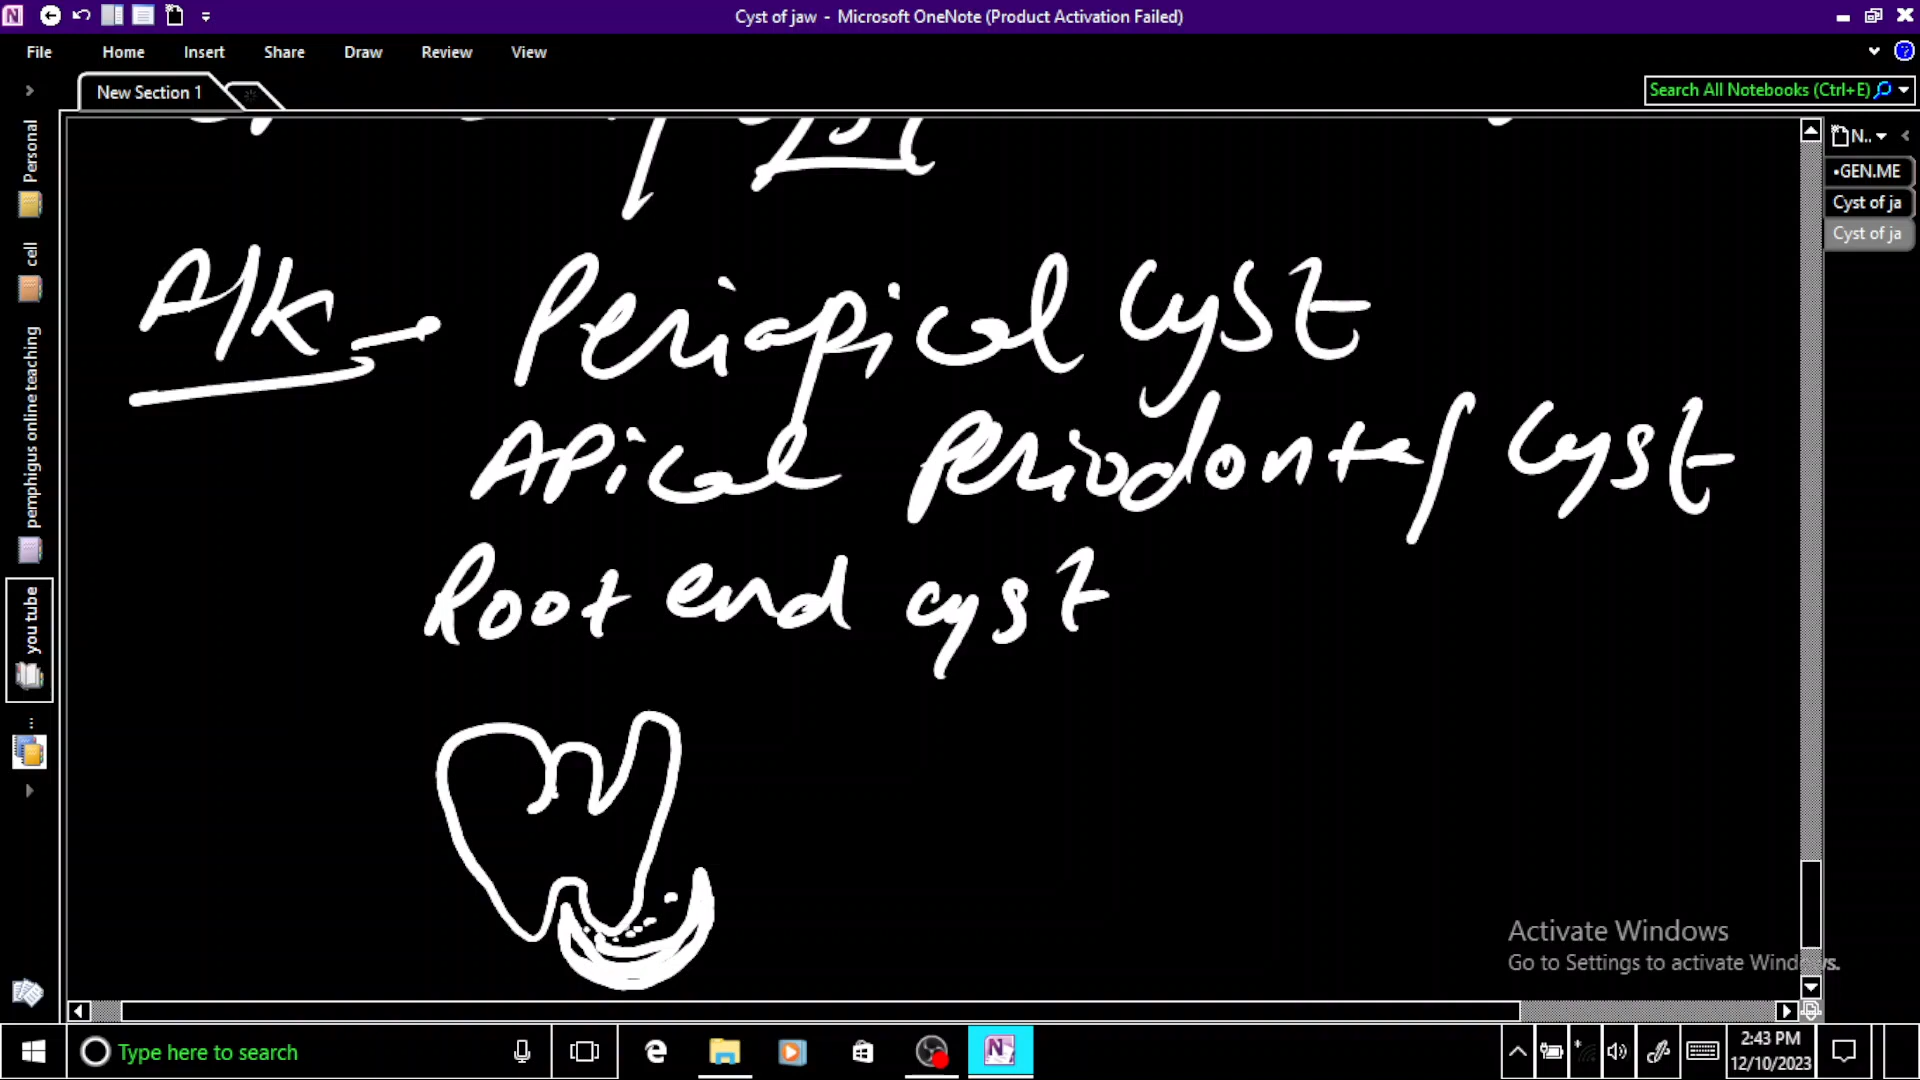 Cyst of jaw - Microsoft OneNote (Product Activation Failed)
File Home Insert Share Draw Review View
New Section 1
Search All Notebooks (Ctrl+E)
N..
•GEN.ME
Cyst of ja
Cyst of ja
Personal
cell
pemphigus online teaching
you tube
...
cyst
A/K - Periapical cyst
Apical Periodontal cyst
Root end cyst
Activate Windows
Go to Settings to activate Windows.
Type here to search
2:43 PM
12/10/2023